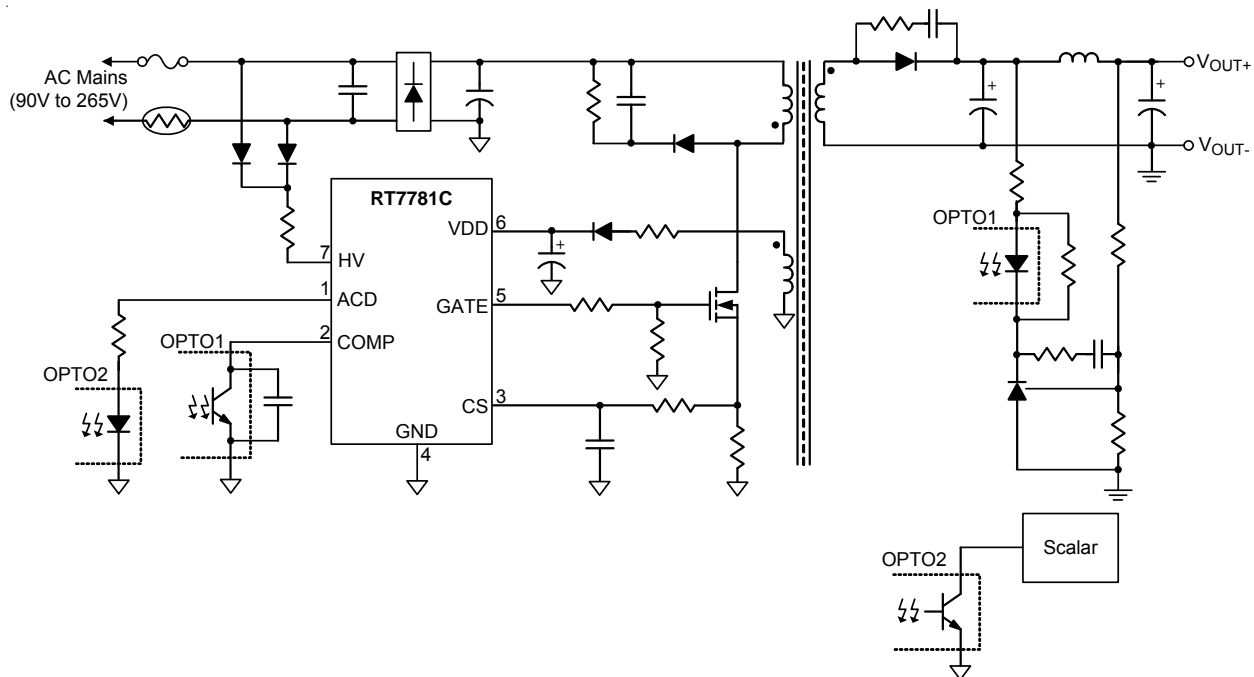 AC Mains
(90V to 265V)
VOUT+
VOUT-
RT7781C
VDD
6
7
HV
OPTO1
1
ACD
GATE
5
2
COMP
OPTO1
OPTO2
CS
3
GND
4
OPTO2
Scalar